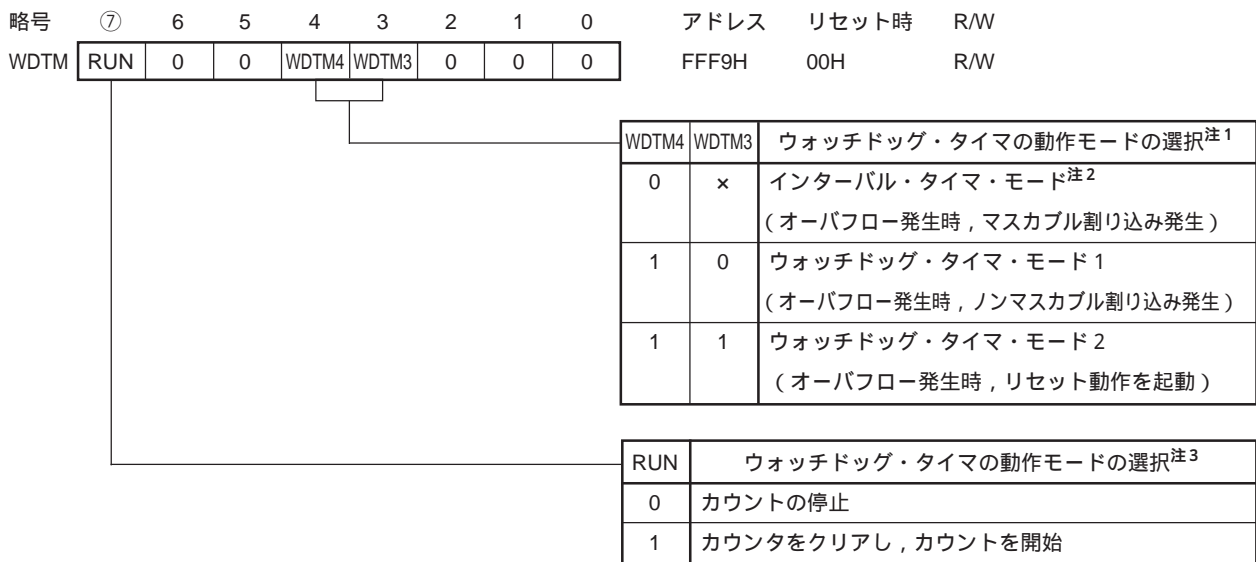 略号 ⑦ 6 5 4 3 2 1 0 アドレス リセット時 R/W
WDTM RUN 0 0 WDTM4 WDTM3 0 0 0 FFF9H 00H R/W
WDTM4 WDTM3 ウォッチドッグ・タイマの動作モードの選択注1
0 × インターバル・タイマ・モード注2
(オーバフロー発生時，マスカブル割り込み発生)
1 0 ウォッチドッグ・タイマ・モード1
(オーバフロー発生時，ノンマスカブル割り込み発生)
1 1 ウォッチドッグ・タイマ・モード2
(オーバフロー発生時，リセット動作を起動)
RUN ウォッチドッグ・タイマの動作モードの選択注3
0 カウントの停止
1 カウンタをクリアし，カウントを開始